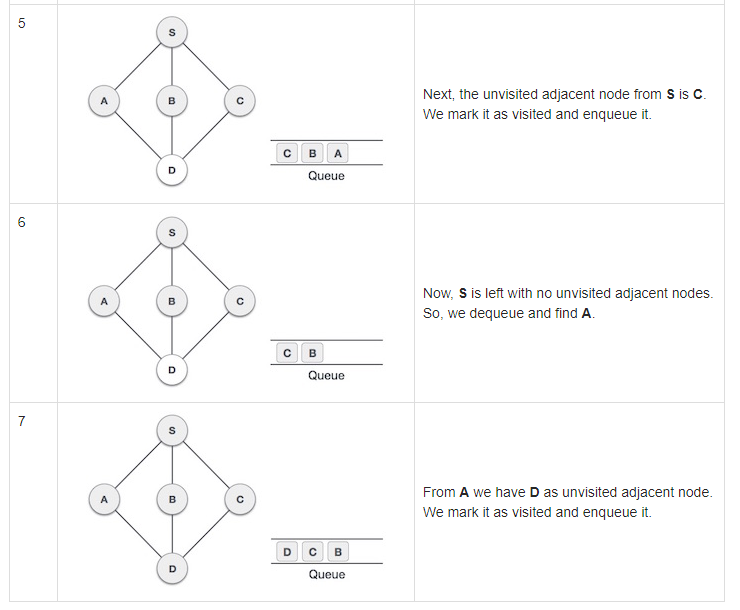 5
S
A B C
D
C B A
Queue
Next, the unvisited adjacent node from S is C.
We mark it as visited and enqueue it.
6
S
A B C
D
C B
Queue
Now, S is left with no unvisited adjacent nodes.
So, we dequeue and find A.
7
S
A B C
D
D C B
Queue
From A we have D as unvisited adjacent node.
We mark it as visited and enqueue it.